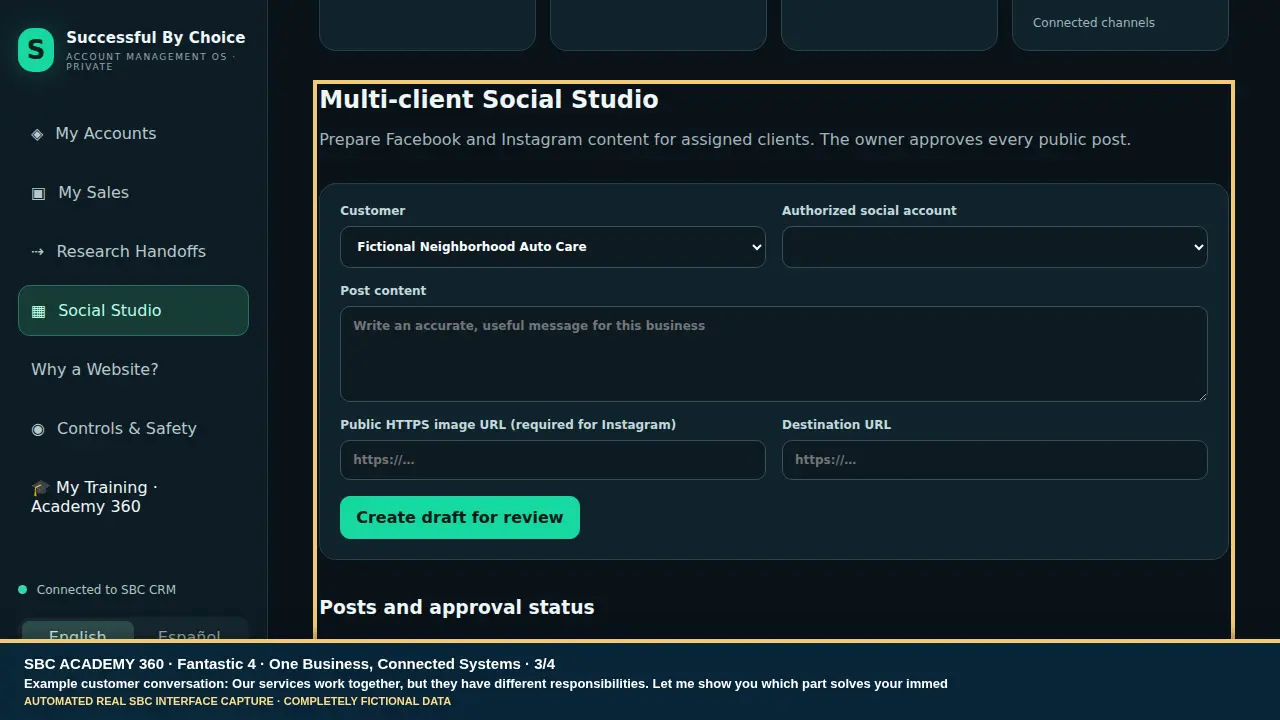 S
Successful By Choice
ACCOUNT MANAGEMENT OS ·
PRIVATE
◈ My Accounts
▣ My Sales
⇢ Research Handoffs
▦ Social Studio
Why a Website?
◉ Controls & Safety
🎓 My Training ·
Academy 360
Connected to SBC CRM
English Español
Connected channels
Multi-client Social Studio
Prepare Facebook and Instagram content for assigned clients. The owner approves every public post.
Customer
Authorized social account
Fictional Neighborhood Auto Care
Post content
Write an accurate, useful message for this business
Public HTTPS image URL (required for Instagram)
Destination URL
https://...
https://...
Create draft for review
Posts and approval status
SBC ACADEMY 360 · Fantastic 4 · One Business, Connected Systems · 3/4
Example customer conversation: Our services work together, but they have different responsibilities. Let me show you which part solves your immed
AUTOMATED REAL SBC INTERFACE CAPTURE · COMPLETELY FICTIONAL DATA